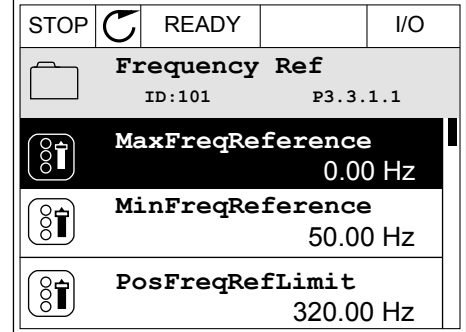 STOP READY I/O
Frequency Ref
ID:101 P3.3.1.1
MaxFreqReference
0.00 Hz
MinFreqReference
50.00 Hz
PosFreqRefLimit
320.00 Hz